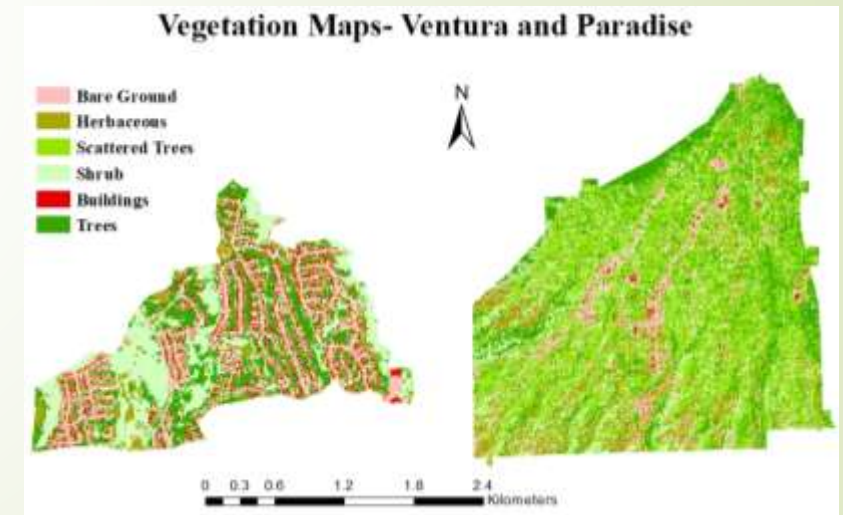 Vegetation Maps- Ventura and Paradise
Bare Ground
Herbaceous
Scattered Trees
Shrub
Buildings
Trees
N
0 0.3 0.6 1.2 1.8 2.4
Kilometers